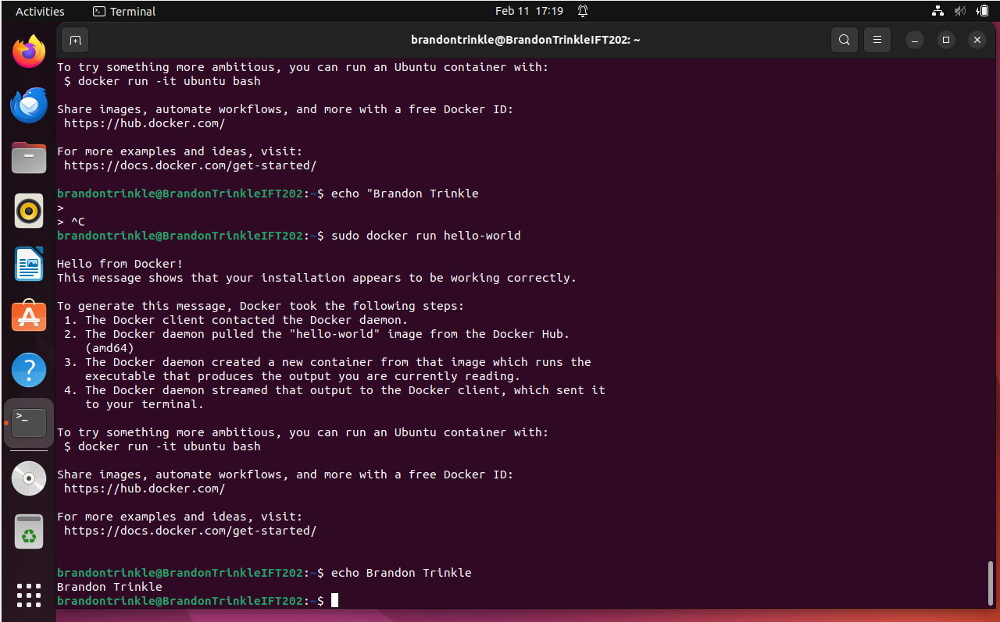 Activities Terminal Feb 11 17:19
brandontrinkle@BrandonTrinkleIFT202: ~
To try something more ambitious, you can run an Ubuntu container with:
 $ docker run -it ubuntu bash
Share images, automate workflows, and more with a free Docker ID:
 https://hub.docker.com/
For more examples and ideas, visit:
 https://docs.docker.com/get-started/
brandontrinkle@BrandonTrinkleIFT202:~$ echo "Brandon Trinkle
>
> ^C
brandontrinkle@BrandonTrinkleIFT202:~$ sudo docker run hello-world
Hello from Docker!
This message shows that your installation appears to be working correctly.
To generate this message, Docker took the following steps:
 1. The Docker client contacted the Docker daemon.
 2. The Docker daemon pulled the "hello-world" image from the Docker Hub.
    (amd64)
 3. The Docker daemon created a new container from that image which runs the
    executable that produces the output you are currently reading.
 4. The Docker daemon streamed that output to the Docker client, which sent it
    to your terminal.
To try something more ambitious, you can run an Ubuntu container with:
 $ docker run -it ubuntu bash
Share images, automate workflows, and more with a free Docker ID:
 https://hub.docker.com/
For more examples and ideas, visit:
 https://docs.docker.com/get-started/
brandontrinkle@BrandonTrinkleIFT202:~$ echo Brandon Trinkle
Brandon Trinkle
brandontrinkle@BrandonTrinkleIFT202:~$